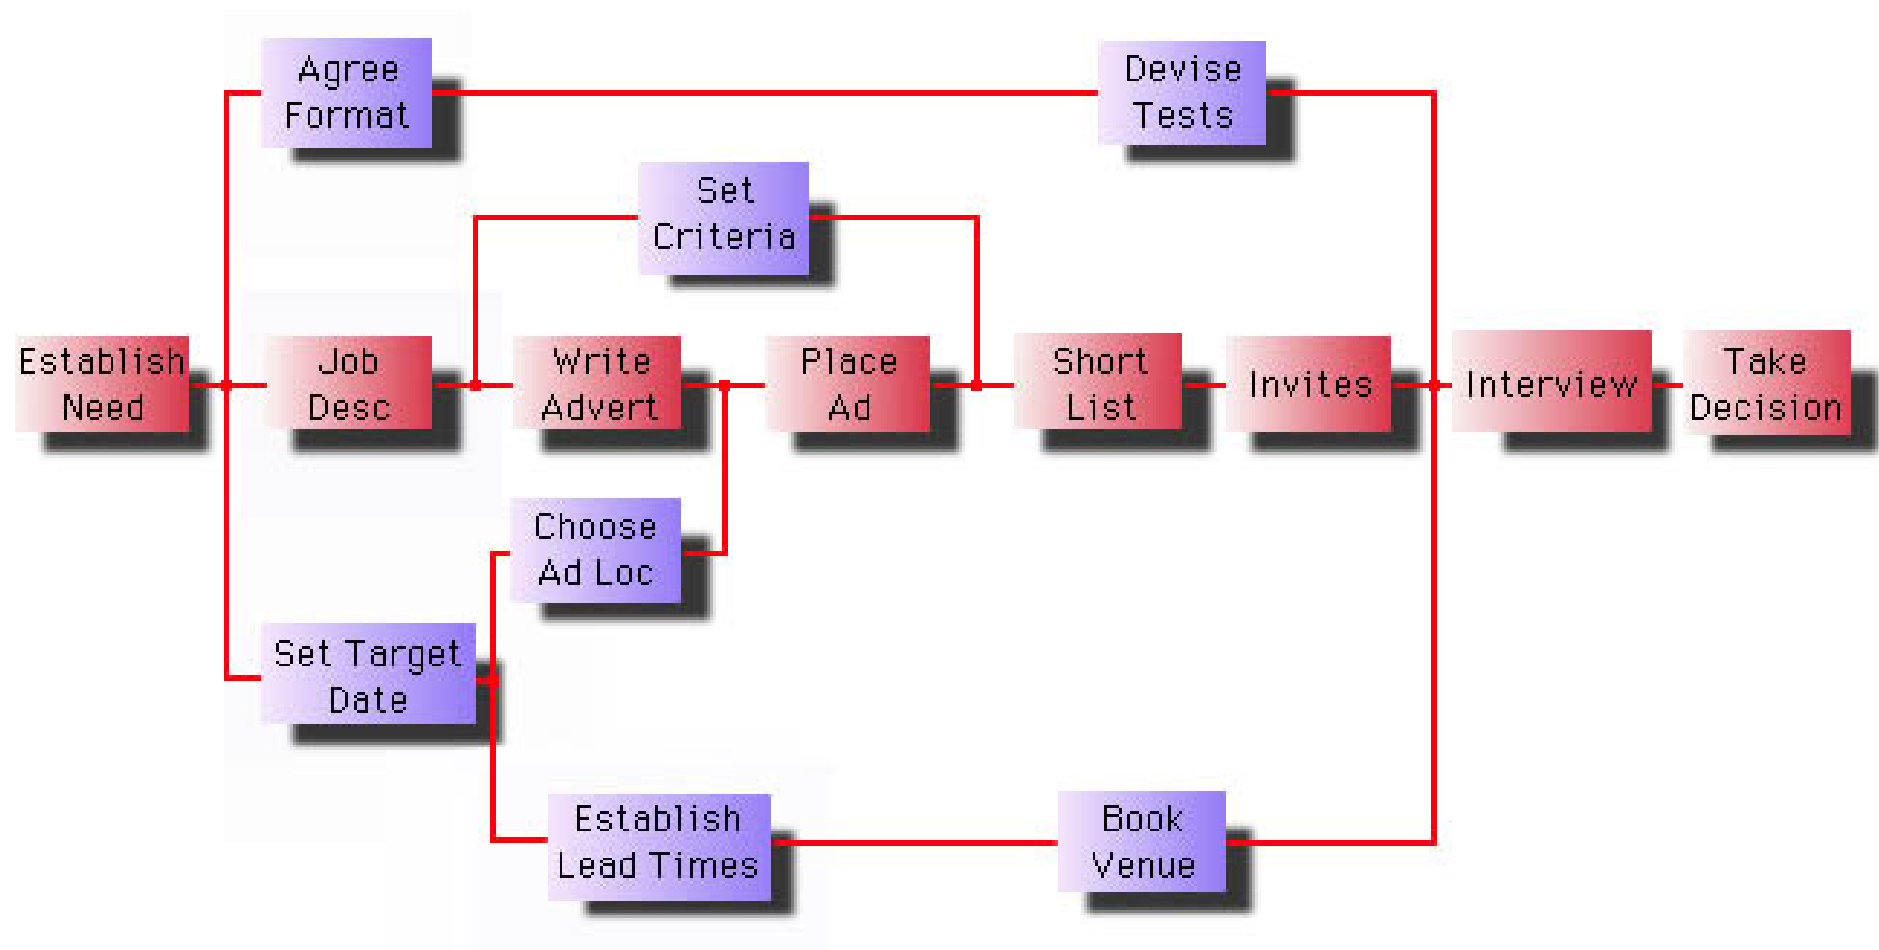 Agree
Format
Devise
Tests
Set
Criteria
Establish
Need
Job
Desc
Write
Advert
Place
Ad
Short
List
Invites
Interview
Take
Decision
Choose
Ad Loc
Set Target
Date
Establish
Lead Times
Book
Venue